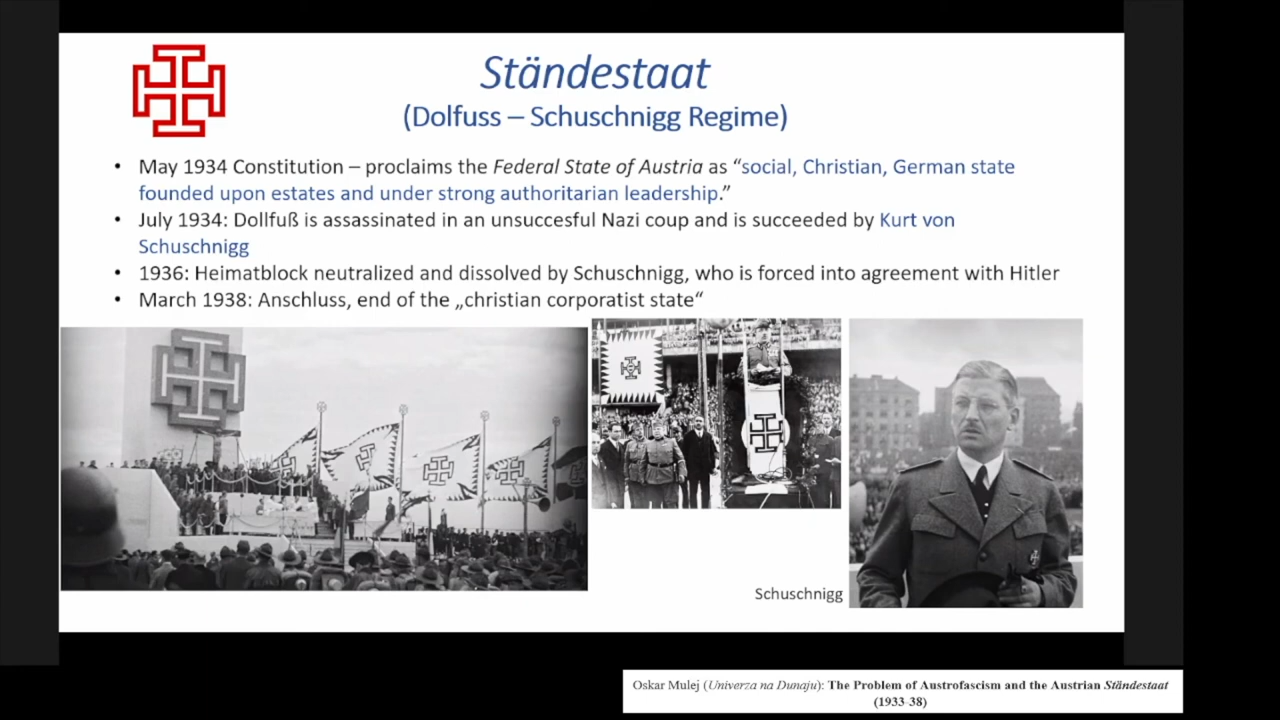 Ständestaat
(Dolfuss – Schuschnigg Regime)
• May 1934 Constitution – proclaims the Federal State of Austria as “social, Christian, German state
founded upon estates and under strong authoritarian leadership.”
• July 1934: Dollfuß is assassinated in an unsuccesful Nazi coup and is succeeded by Kurt von
Schuschnigg
• 1936: Heimatblock neutralized and dissolved by Schuschnigg, who is forced into agreement with Hitler
• March 1938: Anschluss, end of the „christian corporatist state“
Schuschnigg
Oskar Mulej (Univerza na Dunaju): The Problem of Austrofascism and the Austrian Ständestaat
(1933-38)